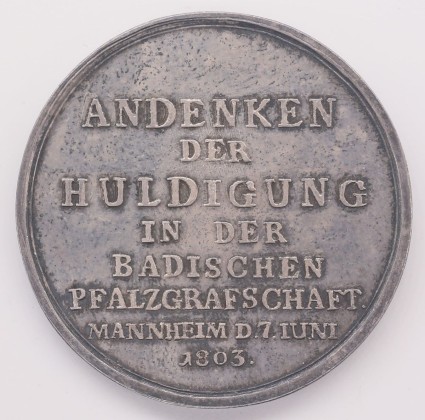 ANDENKEN
DER
HULDIGUNG
IN DER
BADISCHEN
PFALZGRAFSCHAFT.
MANNHEIM D. 7. IUNI
1803.